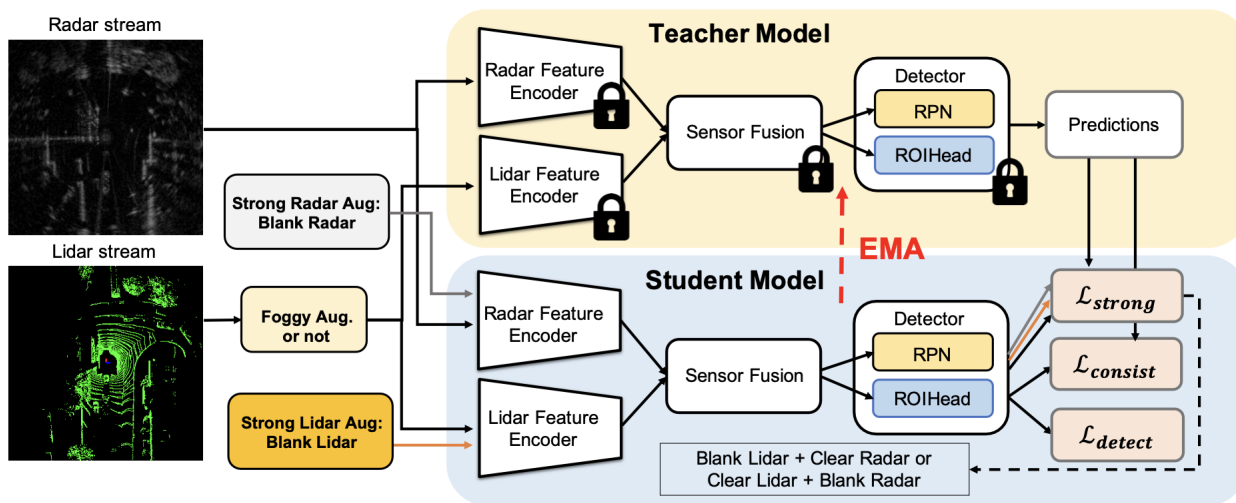 Radar stream
Teacher Model
Radar Feature
Encoder
Lidar Feature
Encoder
Sensor Fusion
Detector
RPN
ROIHead
Predictions
Strong Radar Aug:
Blank Radar
Lidar stream
Foggy Aug.
or not
Strong Lidar Aug:
Blank Lidar
EMA
Student Model
Radar Feature
Encoder
Lidar Feature
Encoder
Sensor Fusion
Detector
RPN
ROIHead
ℒstrong
ℒconsist
ℒdetect
Blank Lidar + Clear Radar or
Clear Lidar + Blank Radar